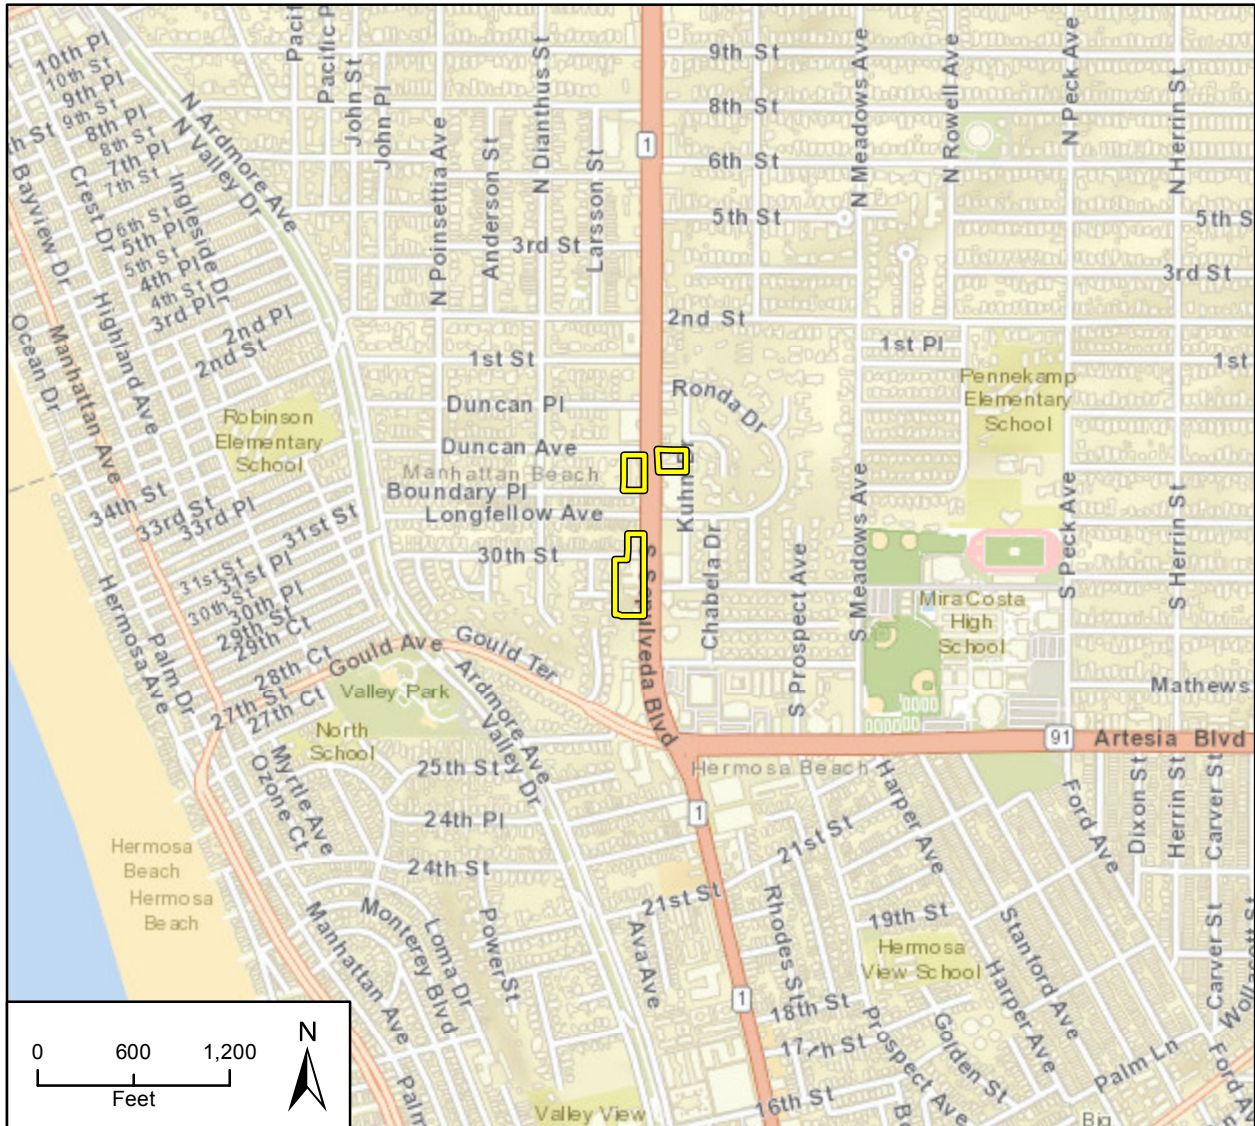 10th Pl
10th St
9th Pl
9th St
8th Pl
8th St
7th Pl
7th St
6th St
5th Pl
5th St
4th Pl
4th St
3rd Pl
2nd Pl
2nd St
N Ardmore Ave
N Valley Dr
Bayview Dr
Crest Dr
Ingleside Dr
Highland Ave
Manhattan Ave
Ocean Dr
John St
John Pl
N Poinsettia Ave
Anderson St
N Dianthus St
Larsson St
3rd St
1
9th St
8th St
6th St
5th St
5th S
3rd St
2nd St
N Meadows Ave
N Rowell Ave
N Peck Ave
N Herrin St
1st Pl
1st
1st St
Duncan Pl
Duncan Ave
Manhattan Beach
Boundary Pl
Longfellow Ave
30th St
Ronda Dr
Kuhn Dr
Chabela Dr
S Prospect Ave
S Meadows Ave
S Peck Ave
S Herrin St
Pennekamp
Elementary
School
Robinson
Elementary
School
Mira Costa
High
School
Mathews
34th St
33rd St
33rd Pl
31st St
31st St
31st Pl
30th St
30th Pl
29th St
29th Ct
28th Ct
27th St
27th Ct
Hermosa Ave
Palm Dr
Gould Ave
Gould Ter
Valley Park
North
School
Ardmore Ave
Valley Dr
S Sepulveda Blvd
91
Artesia Blvd
Hermosa Beach
1
Myrtle Ave
Ozone Ct
25th St
24th Pl
24th St
21st St
21st St
Harper Ave
Ford Ave
Dixon St
Herrin St
Carver St
Hermosa
Beach
Hermosa
Beach
Manhattan Ave
Monterey Blvd
Loma Dr
Power St
Ava Ave
Rhodes St
19th St
Hermosa
View School
Stanford Ave
Harper Ave
Carver St
1
18th St
17th St
16th St
Prospect Ave
Golden St
Palm Ln
Ford Av
Palm
Valley View
Big
0 600 1,200
Feet
N